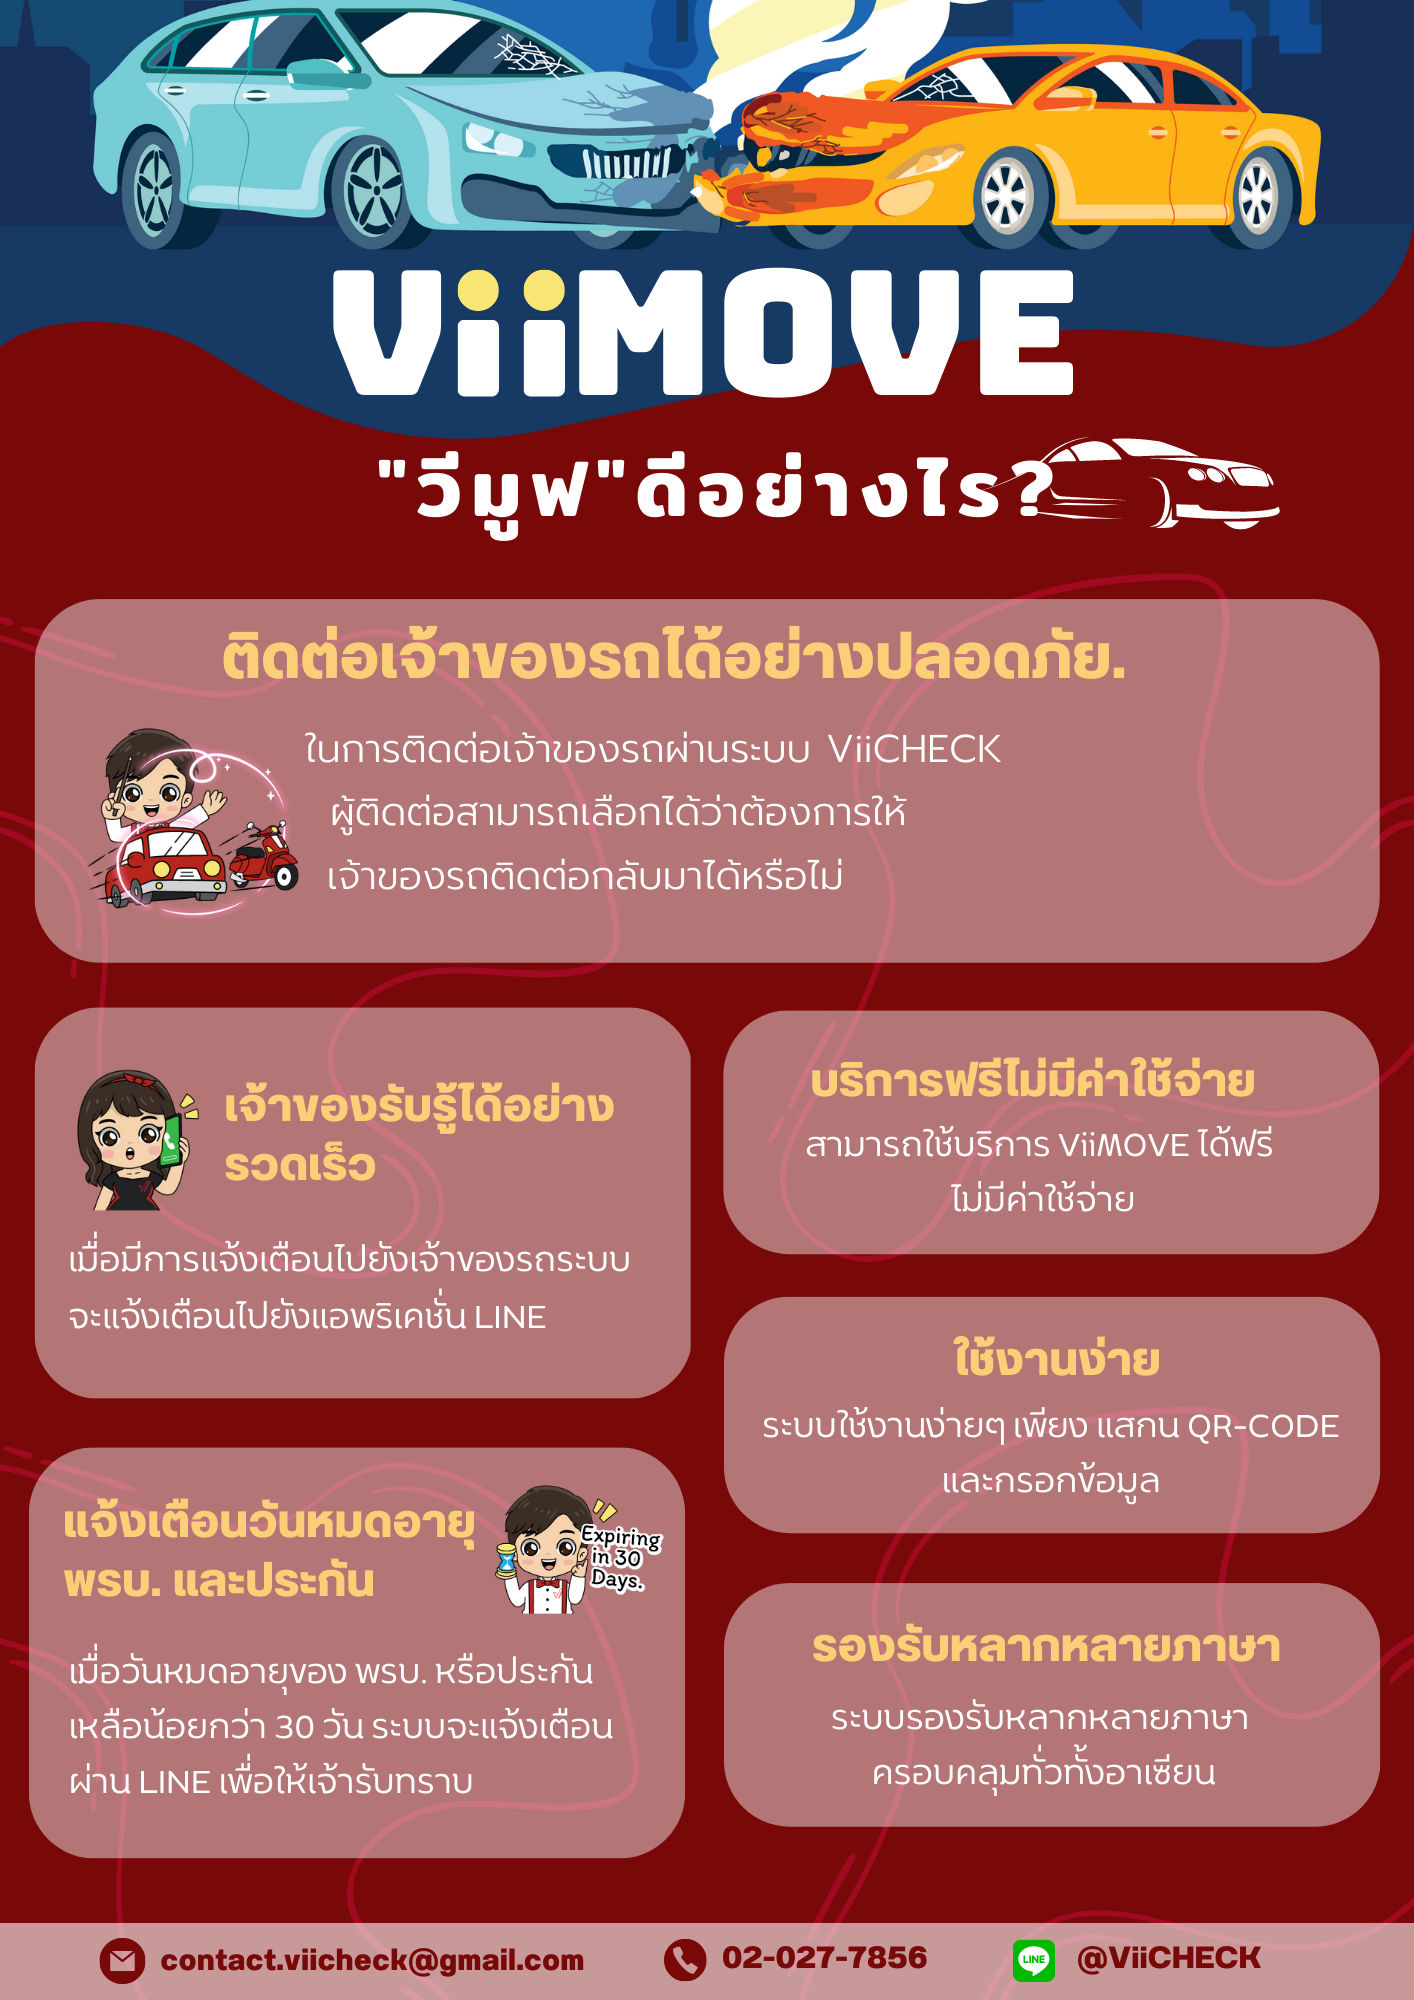 ViiMOVE
"วีมูฟ"ดีอย่างไร?
ติดต่อเจ้าของรถได้อย่างปลอดภัย.
ในการติดต่อเจ้าของรถผ่านระบบ ViiCHECK
ผู้ติดต่อสามารถเลือกได้ว่าต้องการให้
เจ้าของรถติดต่อกลับมาได้หรือไม่
เจ้าของรับรู้ได้อย่าง
รวดเร็ว
เมื่อมีการแจ้งเตือนไปยังเจ้าของรถระบบ
จะแจ้งเตือนไปยังแอพริเคชั่น LINE
บริการฟรีไม่มีค่าใช้จ่าย
สามารถใช้บริการ ViiMOVE ได้ฟรี
ไม่มีค่าใช้จ่าย
ใช้งานง่าย
ระบบใช้งานง่ายๆ เพียง แสกน QR-CODE
และกรอกข้อมูล
แจ้งเตือนวันหมดอายุ
พรบ. และประกัน
Expiring
in 30
Days.
เมื่อวันหมดอายุของ พรบ. หรือประกัน
เหลือน้อยกว่า 30 วัน ระบบจะแจ้งเตือน
ผ่าน LINE เพื่อให้เจ้ารับทราบ
รองรับหลากหลายภาษา
ระบบรองรับหลากหลายภาษา
ครอบคลุมทั่วทั้งอาเซียน
contact.viicheck@gmail.com
02-027-7856
LINE
@ViiCHECK